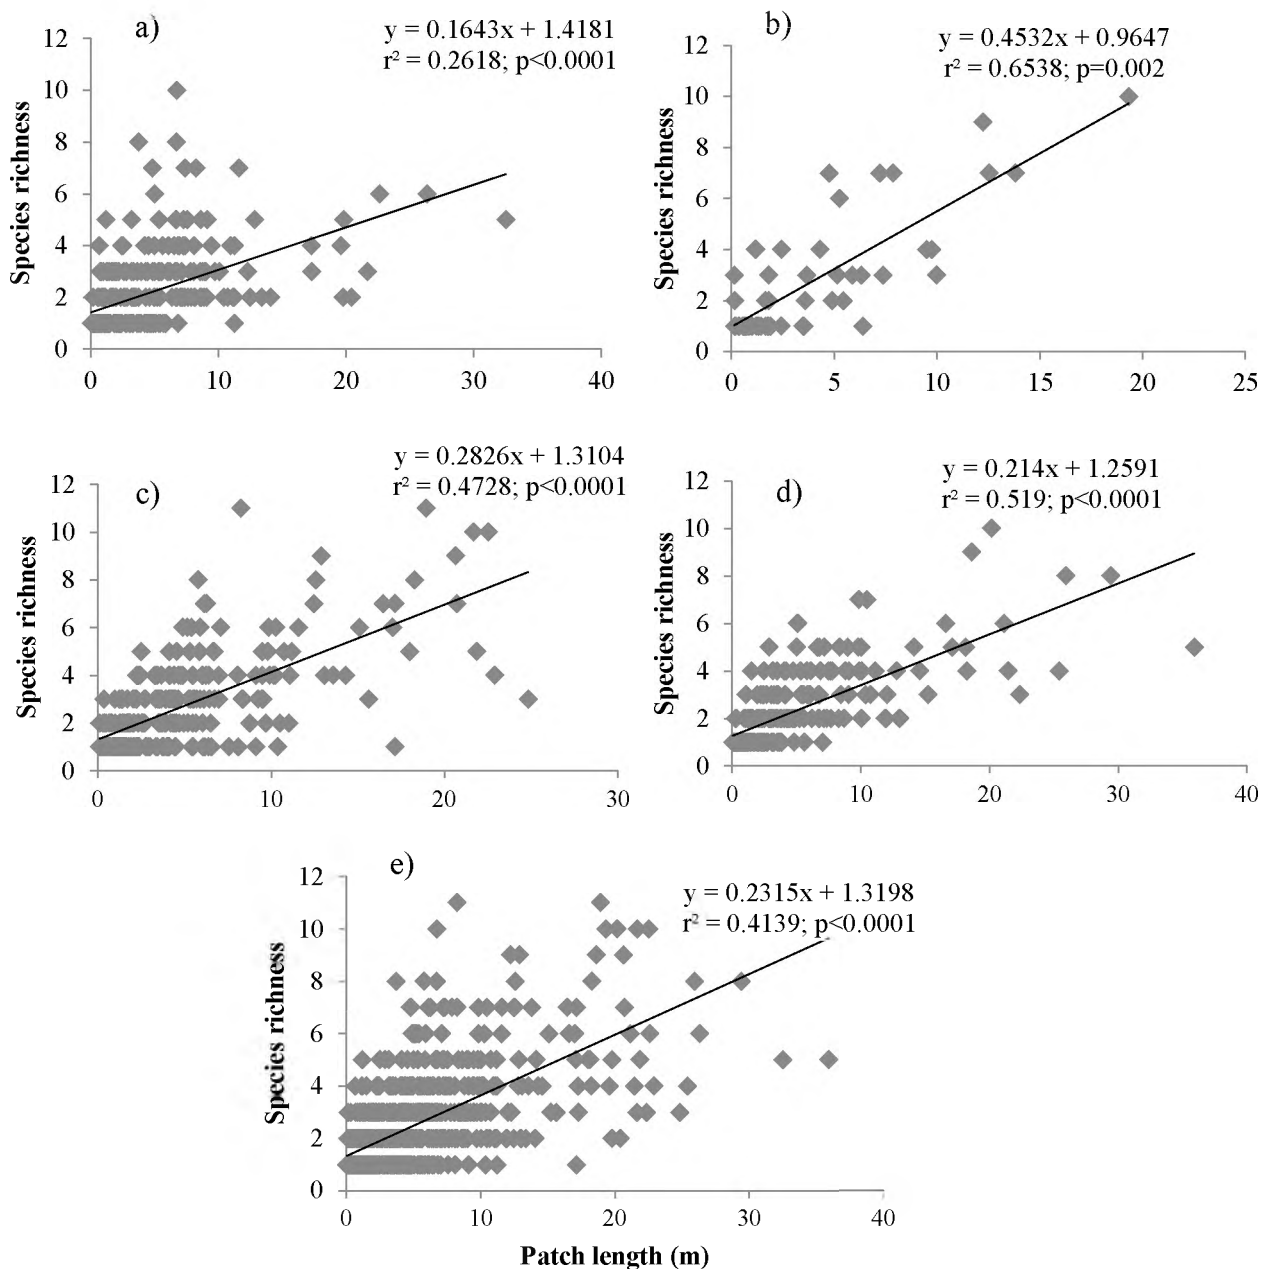 a)
y = 0.1643x + 1.4181
r² = 0.2618; p<0.0001
Species richness
12
10
8
6
4
2
0
0 10 20 30 40
b)
y = 0.4532x + 0.9647
r² = 0.6538; p=0.002
Species richness
12
10
8
6
4
2
0
0 5 10 15 20 25
c)
y = 0.2826x + 1.3104
r² = 0.4728; p<0.0001
Species richness
12
10
8
6
4
2
0
0 10 20 30
d)
y = 0.214x + 1.2591
r² = 0.519; p<0.0001
Species richness
12
10
8
6
4
2
0
0 10 20 30 40
e)
y = 0.2315x + 1.3198
r² = 0.4139; p<0.0001
Species richness
12
10
8
6
4
2
0
0 10 20 30 40
Patch length (m)